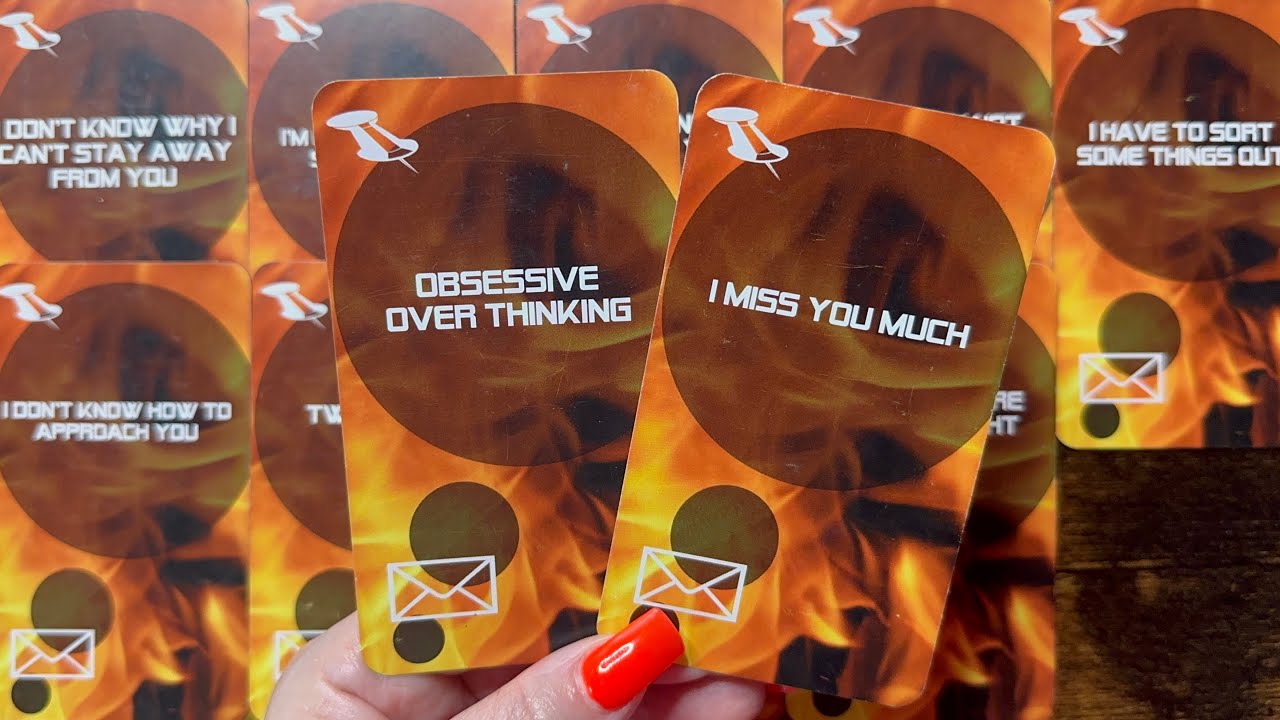 I DON'T KNOW WHY I
CAN'T STAY AWAY
FROM YOU
I HAVE TO SORT
SOME THINGS OUT
OBSESSIVE
OVER THINKING
I MISS YOU MUCH
I DON'T KNOW HOW TO
APPROACH YOU